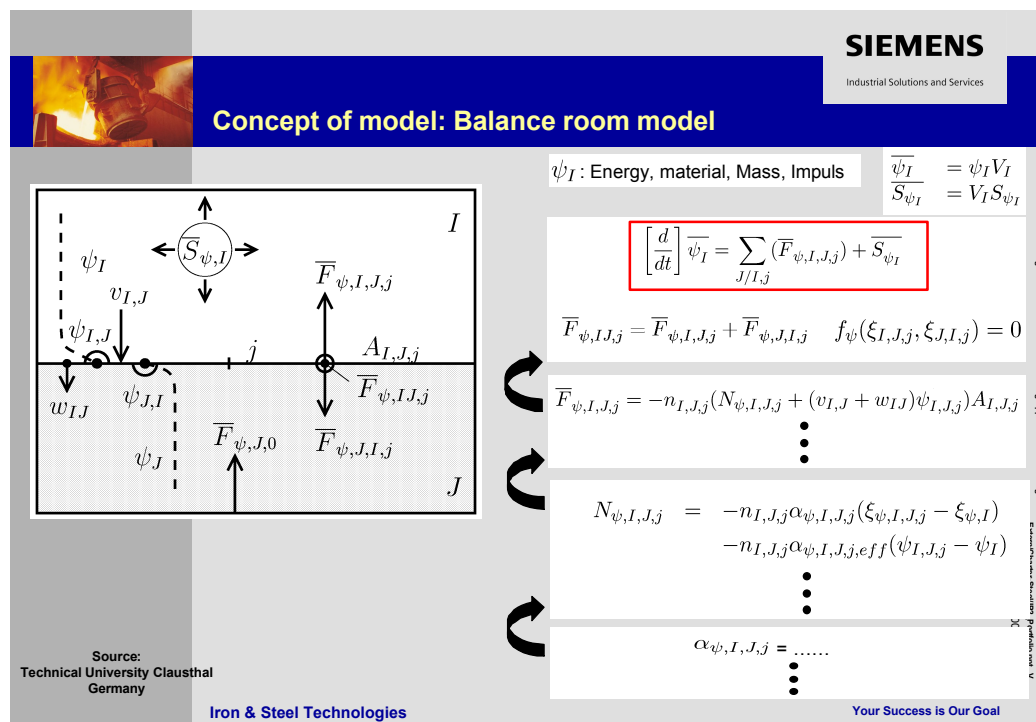 SIEMENS
Industrial Solutions and Services
Concept of model: Balance room model
ψ_I : Energy, material, Mass, Impuls
\overline{ψ_I} = ψ_I V_I
\overline{S_{ψ_I}} = V_I S_{ψ_I}
[d/dt] \overline{ψ_I} = ∑_{J/I,j} (\overline{F}_{ψ,I,J,j}) + \overline{S_{ψ_I}}
\overline{F}_{ψ,IJ,j} = \overline{F}_{ψ,I,J,j} + \overline{F}_{ψ,J,I,j} f_ψ(ξ_{I,J,j}, ξ_{J,I,j}) = 0
\overline{F}_{ψ,I,J,j} = −n_{I,J,j}(N_{ψ,I,J,j} + (v_{I,J} + w_{IJ})ψ_{I,J,j})A_{I,J,j}
N_{ψ,I,J,j} = −n_{I,J,j}α_{ψ,I,J,j}(ξ_{ψ,I,J,j} − ξ_{ψ,I})
−n_{I,J,j}α_{ψ,I,J,j,eff}(ψ_{I,J,j} − ψ_I)
α_{ψ,I,J,j} = ......
I
\overline{S}_{ψ,I}
ψ_I
\overline{F}_{ψ,I,J,j}
v_{I,J}
ψ_{I,J}
j
A_{I,J,j}
w_{IJ}
ψ_{J,I}
\overline{F}_{ψ,IJ,j}
\overline{F}_{ψ,J,0}
\overline{F}_{ψ,J,I,j}
ψ_J
J
Source:
Technical University Clausthal
Germany
Iron & Steel Technologies
Your Success is Our Goal